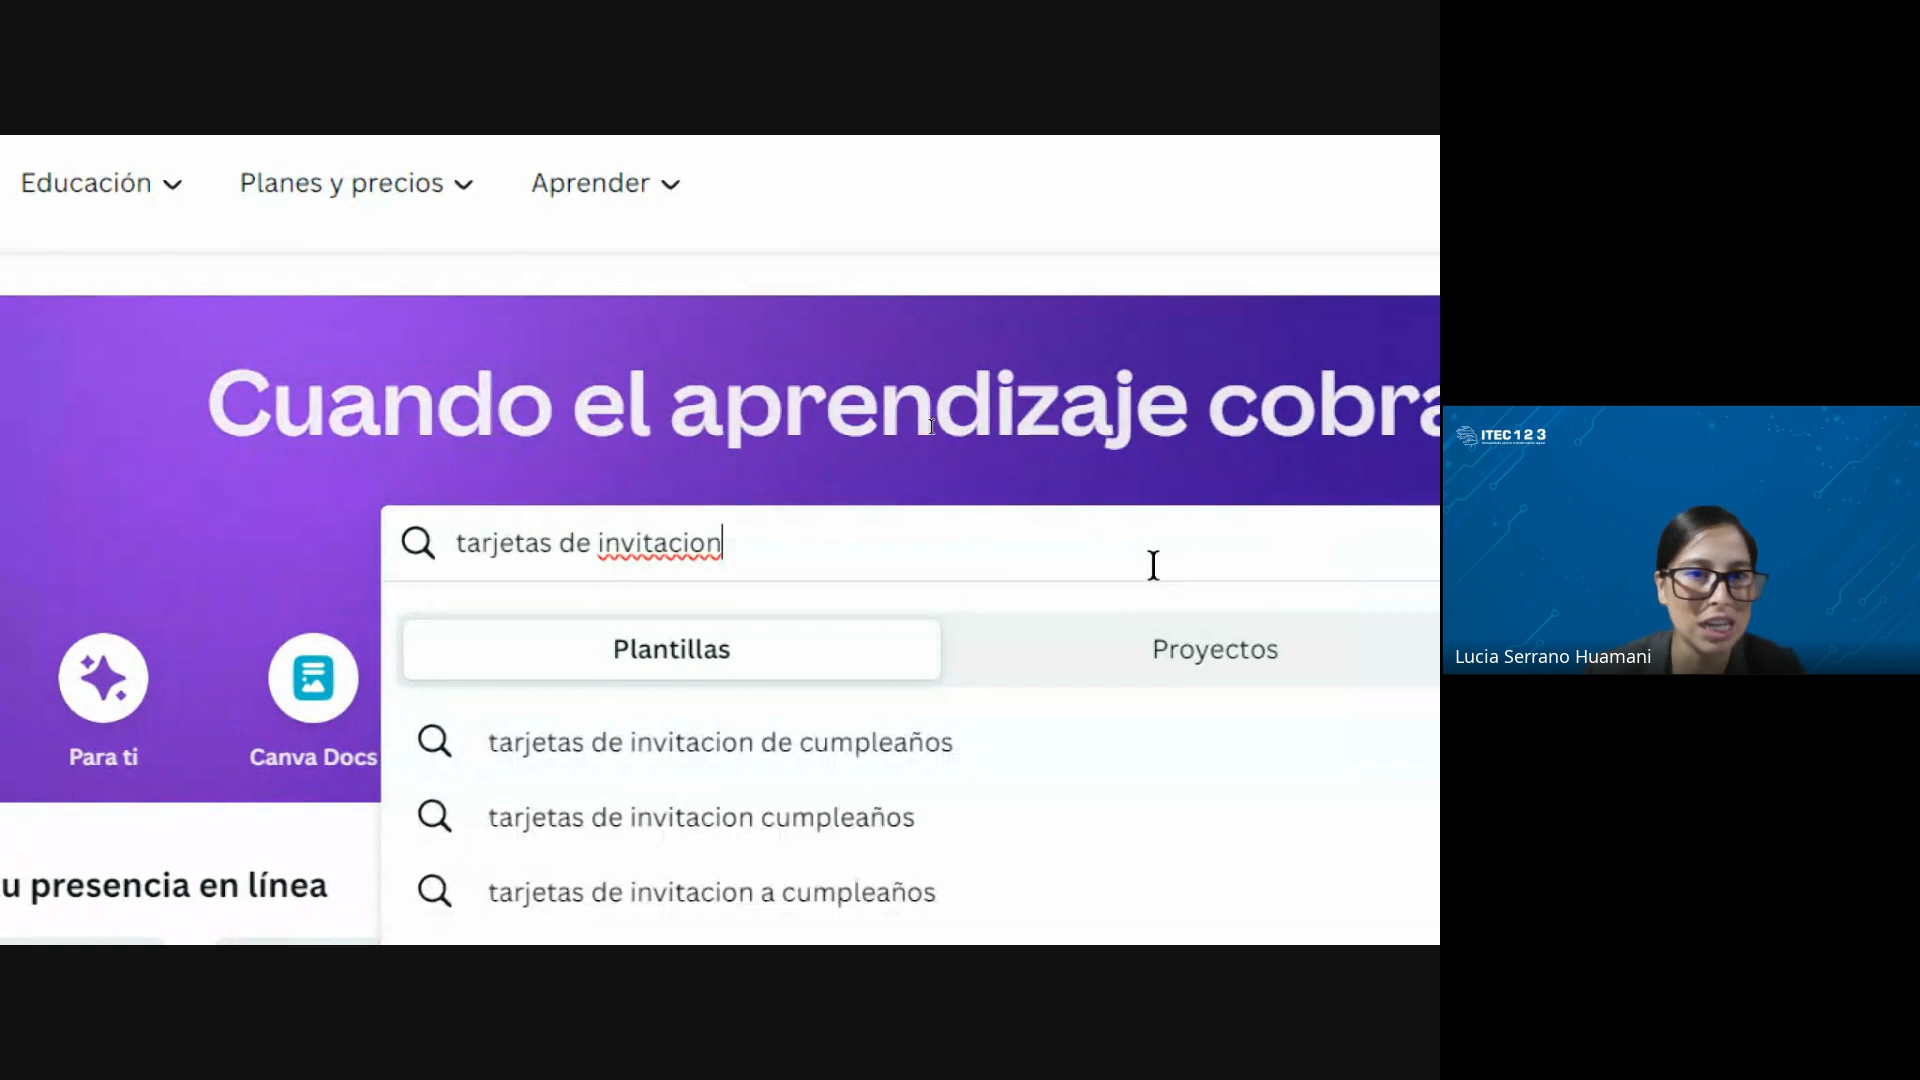 Educación
Planes y precios
Aprender
Cuando el aprendizaje cobra
tarjetas de invitacion
Plantillas
Proyectos
tarjetas de invitacion de cumpleaños
tarjetas de invitacion cumpleaños
tarjetas de invitacion a cumpleaños
Para ti
Canva Docs
u presencia en línea
ITEC 1 2 3
Lucia Serrano Huamani